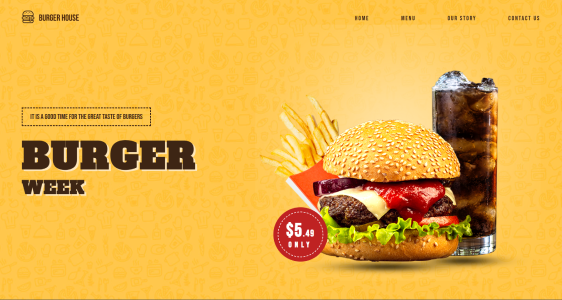 BURGER HOUSE
HOME MENU OUR STORY CONTACT US
IT IS A GOOD TIME FOR THE GREAT TASTE OF BURGERS
BURGER
WEEK
$5.49
ONLY